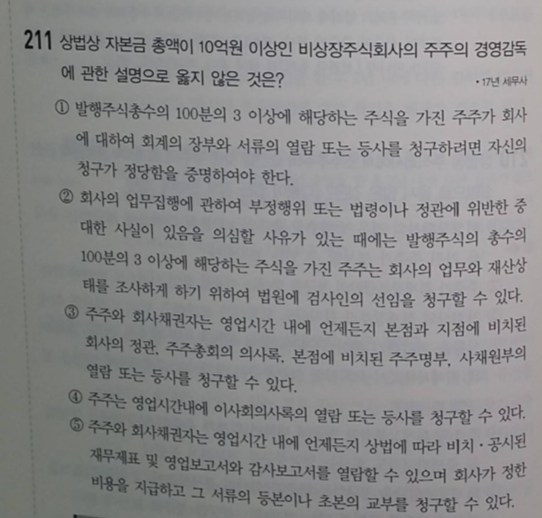 211 상법상 자본금 총액이 10억원 이상인 비상장주식회사의 주주의 경영감독
에 관한 설명으로 옳지 않은 것은?
• 17년 세무사
① 발행주식총수의 100분의 3 이상에 해당하는 주식을 가진 주주가 회사
에 대하여 회계의 장부와 서류의 열람 또는 등사를 청구하려면 자신의
청구가 정당함을 증명하여야 한다.
② 회사의 업무집행에 관하여 부정행위 또는 법령이나 정관에 위반한 중
대한 사실이 있음을 의심할 사유가 있는 때에는 발행주식의 총수의
100분의 3 이상에 해당하는 주식을 가진 주주는 회사의 업무와 재산상
태를 조사하게 하기 위하여 법원에 검사인의 선임을 청구할 수 있다.
③ 주주와 회사채권자는 영업시간 내에 언제든지 본점과 지점에 비치된
회사의 정관, 주주총회의 의사록, 본점에 비치된 주주명부, 사채원부의
열람 또는 등사를 청구할 수 있다.
④ 주주는 영업시간내에 이사회의사록의 열람 또는 등사를 청구할 수 있다.
⑤ 주주와 회사채권자는 영업시간 내에 언제든지 상법에 따라 비치·공시된
재무제표 및 영업보고서와 감사보고서를 열람할 수 있으며 회사가 정한
비용을 지급하고 그 서류의 등본이나 초본의 교부를 청구할 수 있다.